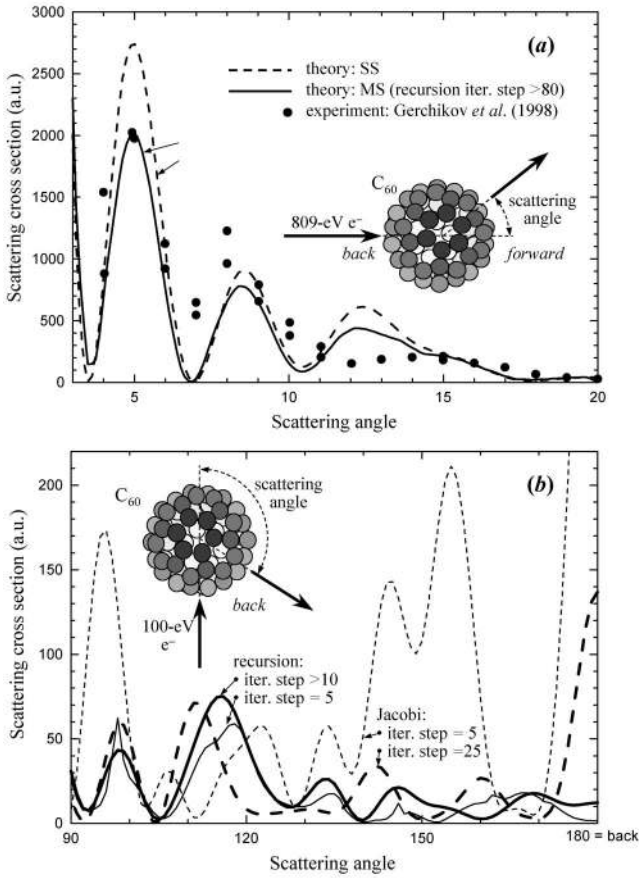 3000
2500
2000
1500
1000
500
0
Scattering cross section (a.u.)
(a)
theory: SS
theory: MS (recursion iter. step >80)
experiment: Gerchikov et al. (1998)
C60
scattering
angle
809-eV e⁻
back
forward
5
10
15
20
Scattering angle
200
150
100
50
0
Scattering cross section (a.u.)
(b)
C60
scattering
angle
back
100-eV
e⁻
recursion:
iter. step >10
iter. step = 5
Jacobi:
iter. step = 5
iter. step =25
90
120
150
180 = back
Scattering angle